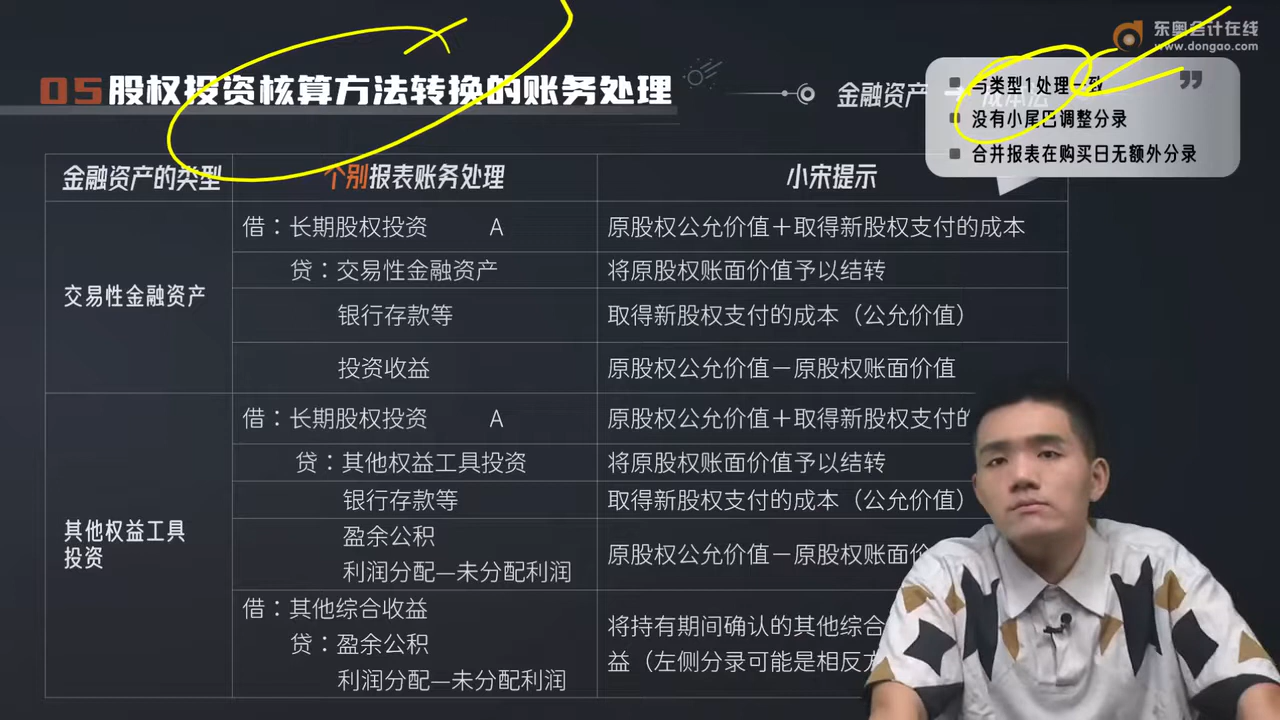 东奥会计在线
www.dongao.com
05 股权投资核算方法转换的账务处理
金融资产
成本法
与类型1处理一致
没有小尾巴调整分录
合并报表在购买日无额外分录
金融资产的类型
个别报表账务处理
小宋提示
交易性金融资产
借：长期股权投资 A
原股权公允价值＋取得新股权支付的成本
贷：交易性金融资产
将原股权账面价值予以结转
银行存款等
取得新股权支付的成本（公允价值）
投资收益
原股权公允价值－原股权账面价值
其他权益工具
投资
借：长期股权投资 A
原股权公允价值＋取得新股权支付的
贷：其他权益工具投资
将原股权账面价值予以结转
银行存款等
取得新股权支付的成本（公允价值）
盈余公积
利润分配—未分配利润
原股权公允价值－原股权账面价
借：其他综合收益
贷：盈余公积
利润分配—未分配利润
将持有期间确认的其他综合
益（左侧分录可能是相反